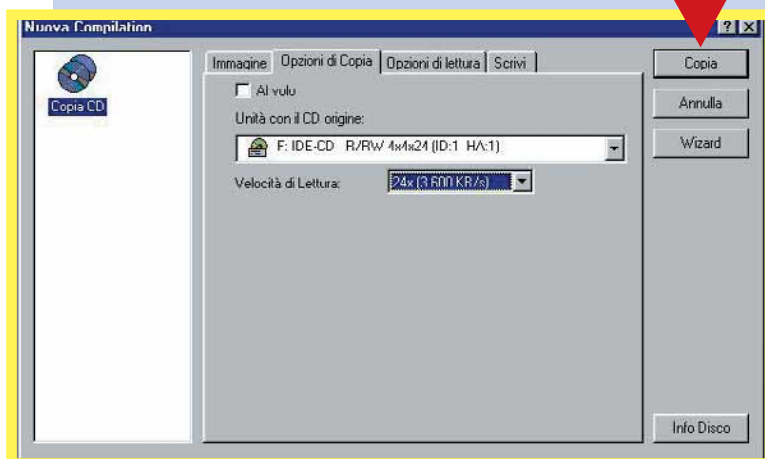 Nuova Compilation
Copia CD
Immagine
Opzioni di Copia
Opzioni di lettura
Scrivi
Al volo
Unità con il CD origine:
F: IDE-CD R/RW 4x4x24 (ID:1 HA:1)
Velocità di Lettura:
24x (3.600 KB/s)
Copia
Annulla
Wizard
Info Disco